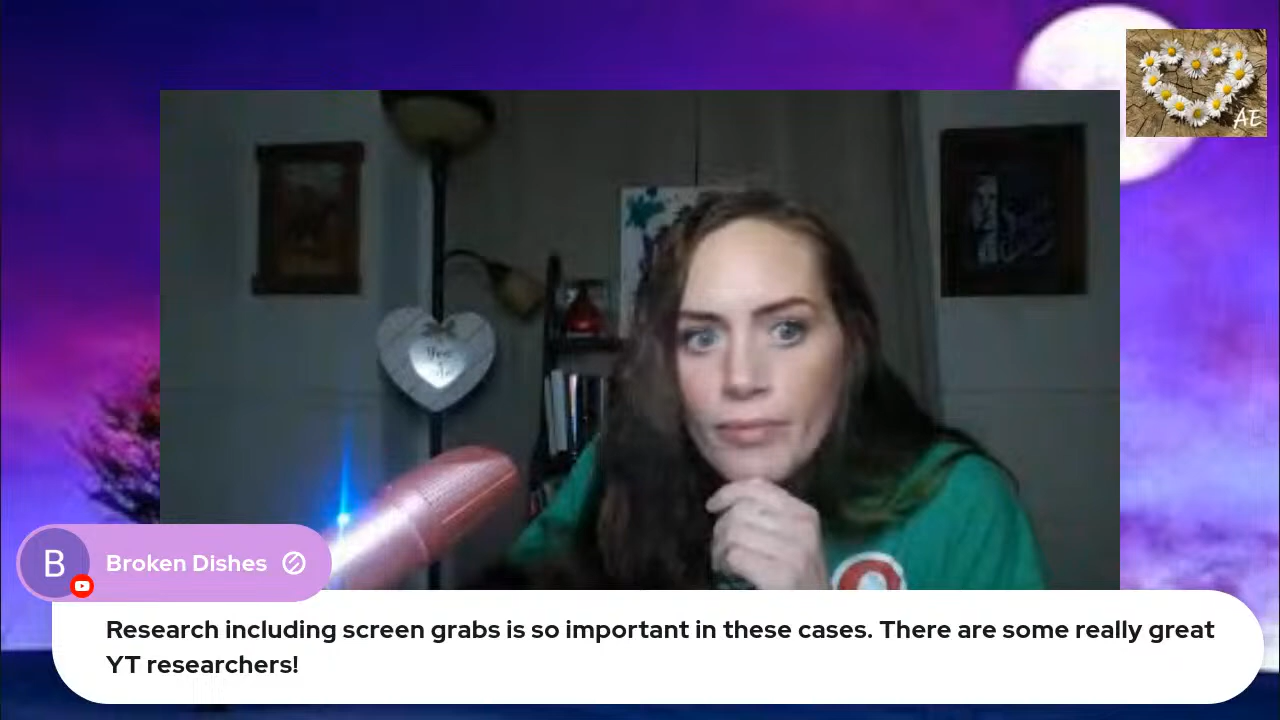 AE
You
B
Broken Dishes
Research including screen grabs is so important in these cases. There are some really great
YT researchers!